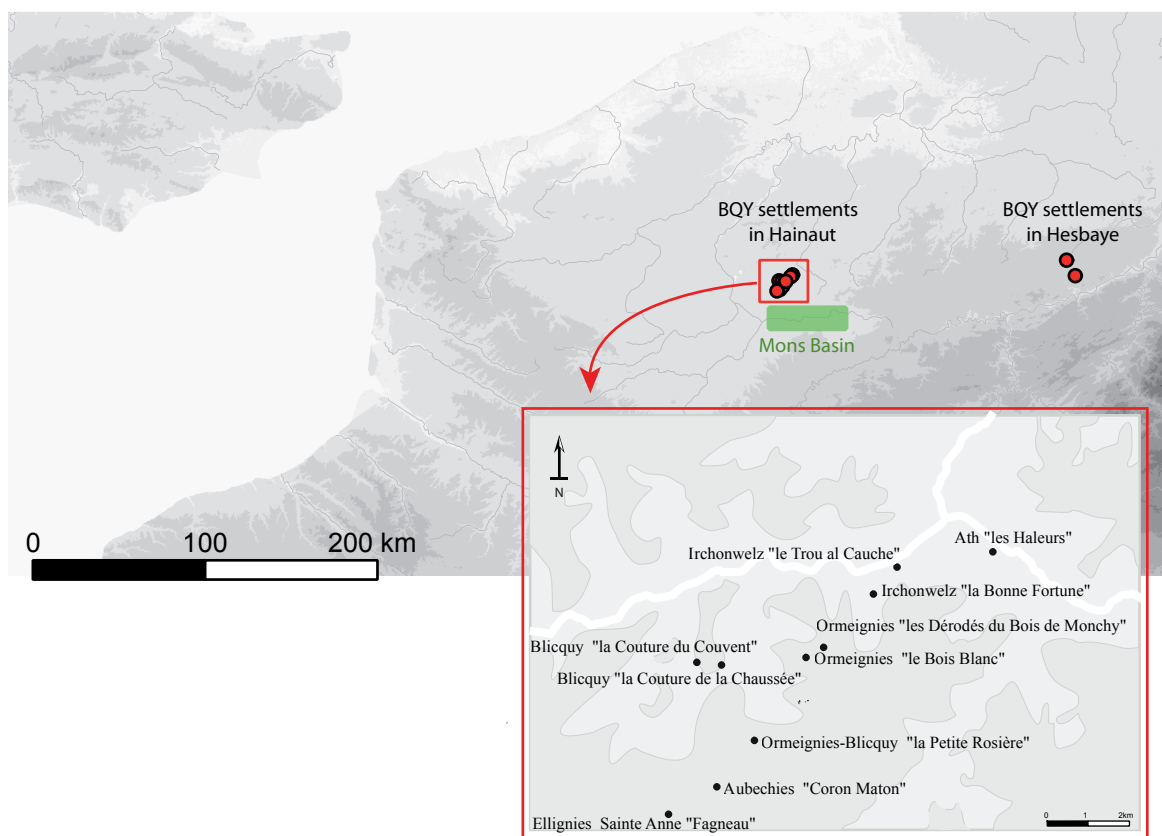 BQY settlements
in Hainaut
BQY settlements
in Hesbaye
Mons Basin
0 100 200 km
N
Ath "les Haleurs"
Irchonwelz "le Trou al Cauche"
Irchonwelz "la Bonne Fortune"
Ormeignies "les Dérodés du Bois de Monchy"
Blicquy "la Couture du Couvent"
Ormeignies "le Bois Blanc"
Blicquy "la Couture de la Chaussée"
Ormeignies-Blicquy "la Petite Rosière"
Aubechies "Coron Maton"
Ellignies Sainte Anne "Fagneau"
0 1 2km